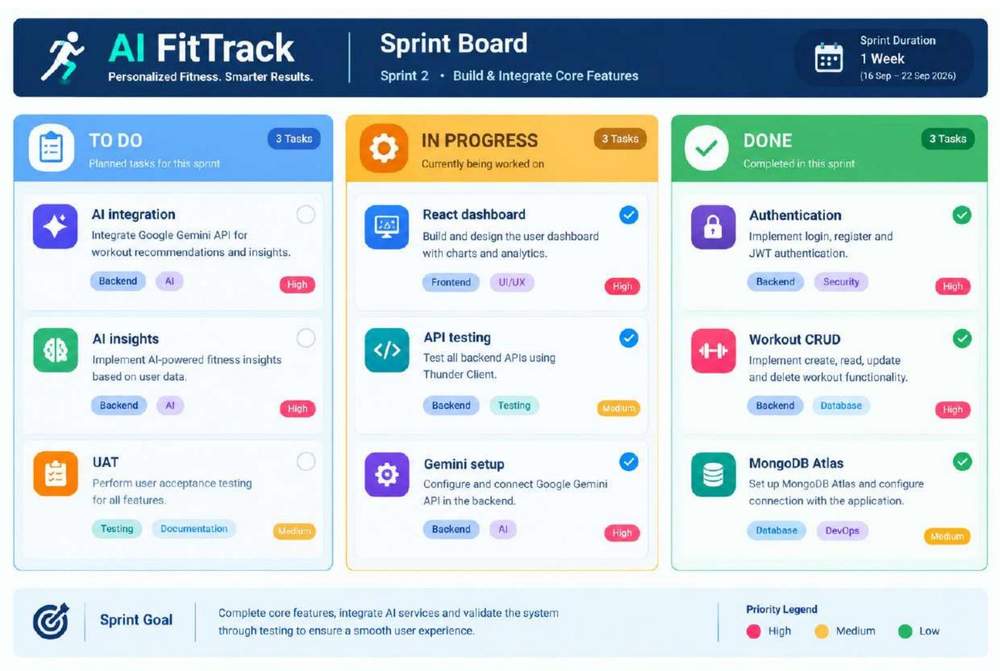 AI FitTrack
Personalized Fitness. Smarter Results.
Sprint Board
Sprint 2 • Build & Integrate Core Features
Sprint Duration
1 Week
(16 Sep – 22 Sep 2026)
TO DO
3 Tasks
Planned tasks for this sprint
AI integration
Integrate Google Gemini API for
workout recommendations and insights.
Backend AI
High
AI insights
Implement AI-powered fitness insights
based on user data.
Backend AI
High
UAT
Perform user acceptance testing
for all features.
Testing Documentation
Medium
IN PROGRESS
3 Tasks
Currently being worked on
React dashboard
Build and design the user dashboard
with charts and analytics.
Frontend UI/UX
High
API testing
Test all backend APIs using
Thunder Client.
Backend Testing
Medium
Gemini setup
Configure and connect Google Gemini
API in the backend.
Backend AI
High
DONE
3 Tasks
Completed in this sprint
Authentication
Implement login, register and
JWT authentication.
Backend Security
High
Workout CRUD
Implement create, read, update
and delete workout functionality.
Backend Database
High
MongoDB Atlas
Set up MongoDB Atlas and configure
connection with the application.
Database DevOps
Medium
Sprint Goal
Complete core features, integrate AI services and validate the system
through testing to ensure a smooth user experience.
Priority Legend
High Medium Low